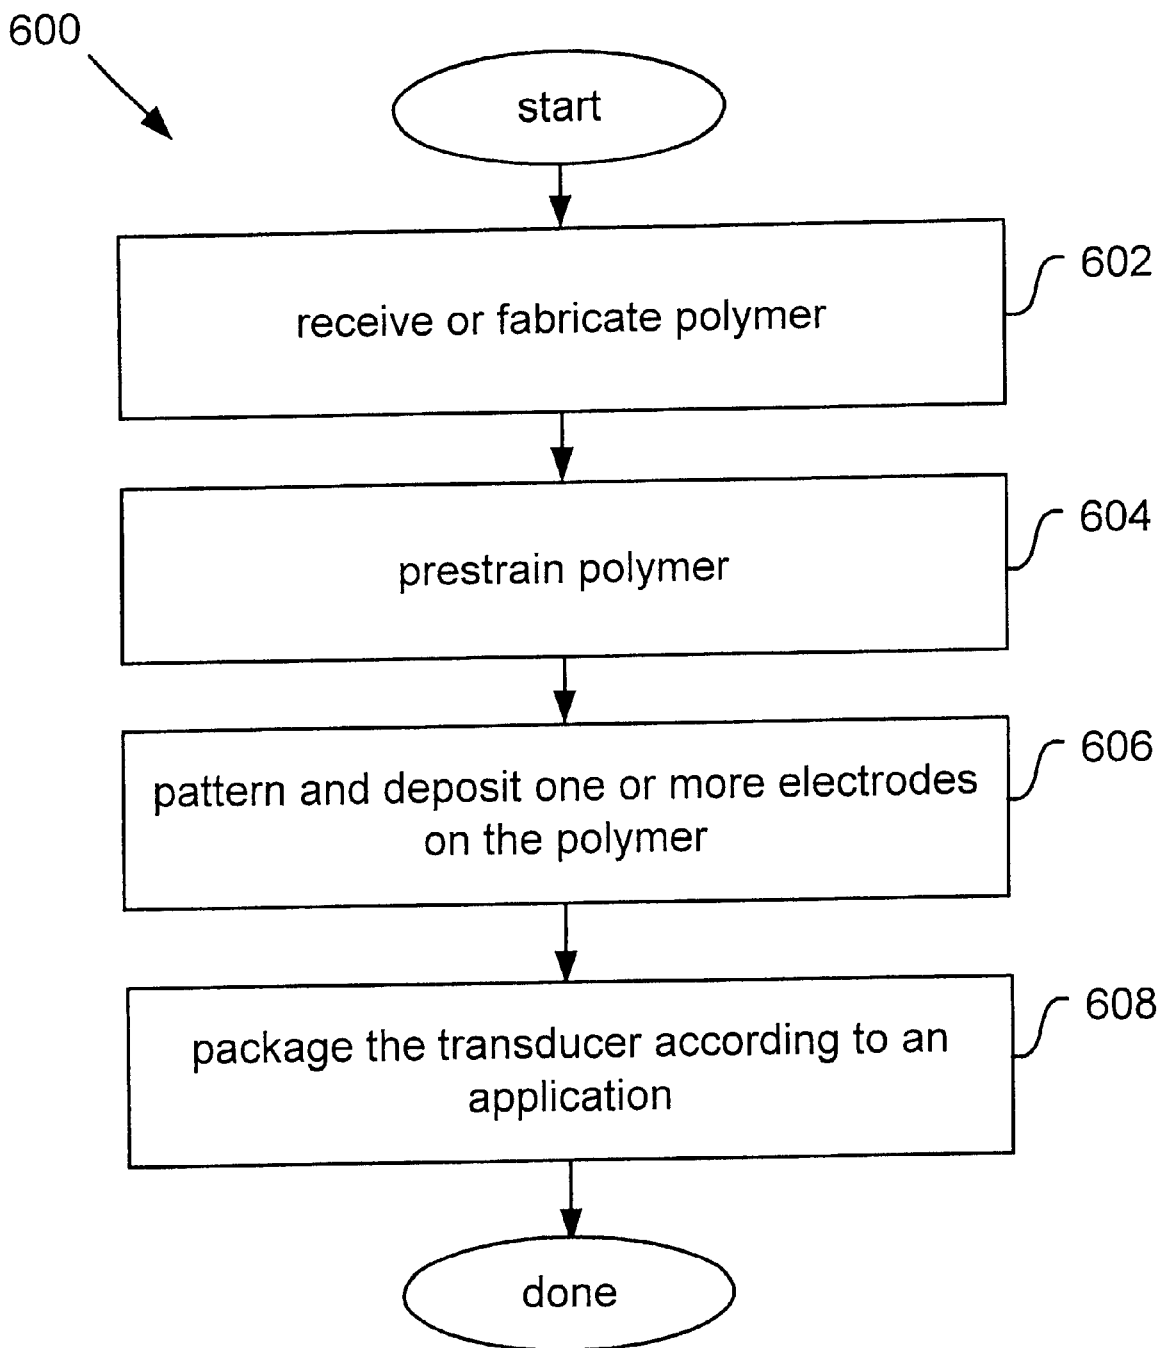 600
start
receive or fabricate polymer
602
prestrain polymer
604
pattern and deposit one or more electrodes
on the polymer
606
package the transducer according to an
application
608
done